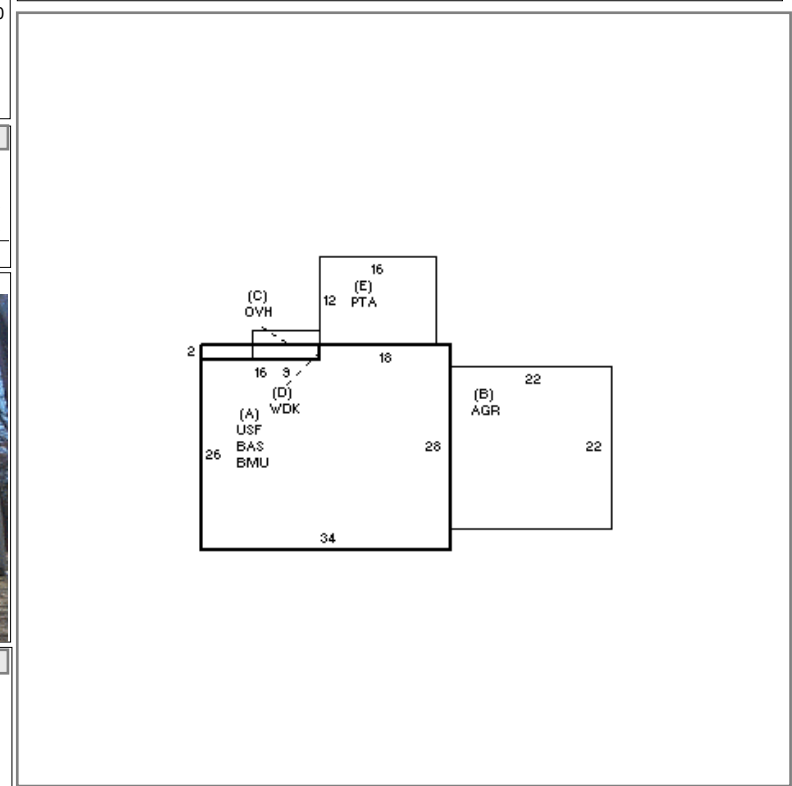 16
(E)
PTA
12
(C)
OVH
2
18
16 9
(D)
WDK
22
(B)
AGR
(A)
USF
BAS
BMU
26
28
22
34